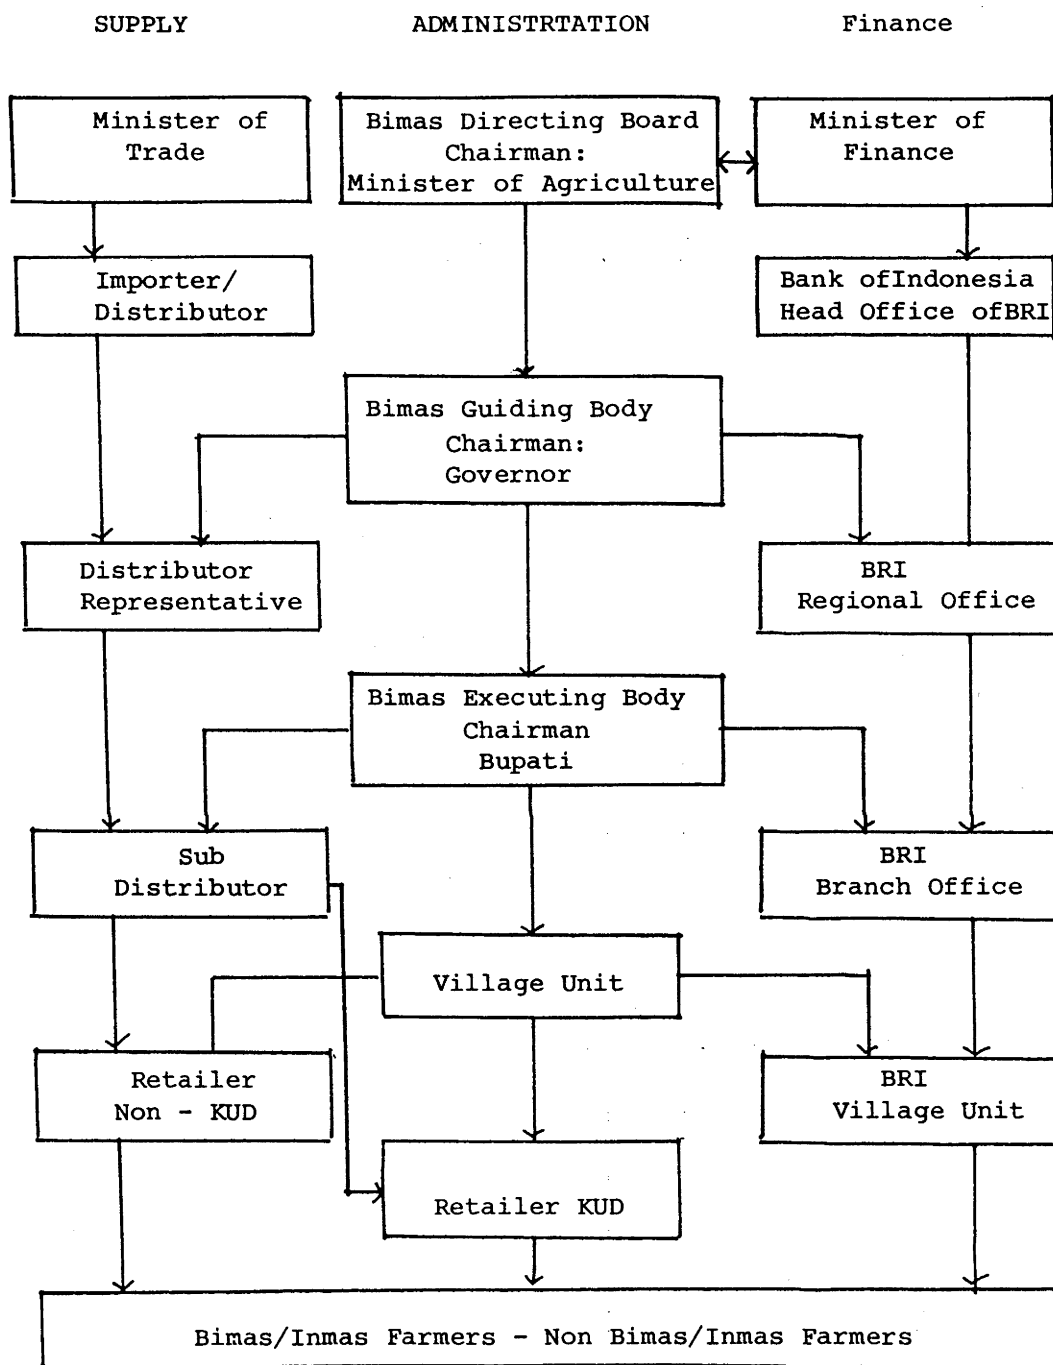 SUPPLY ADMINISTRTATION Finance
Minister of
Trade
Bimas Directing Board
Chairman:
Minister of Agriculture
Minister of
Finance
Importer/
Distributor
Bank ofIndonesia
Head Office ofBRI
Bimas Guiding Body
Chairman:
Governor
Distributor
Representative
BRI
Regional Office
Bimas Executing Body
Chairman
Bupati
Sub
Distributor
BRI
Branch Office
Village Unit
Retailer
Non - KUD
BRI
Village Unit
Retailer KUD
Bimas/Inmas Farmers - Non Bimas/Inmas Farmers